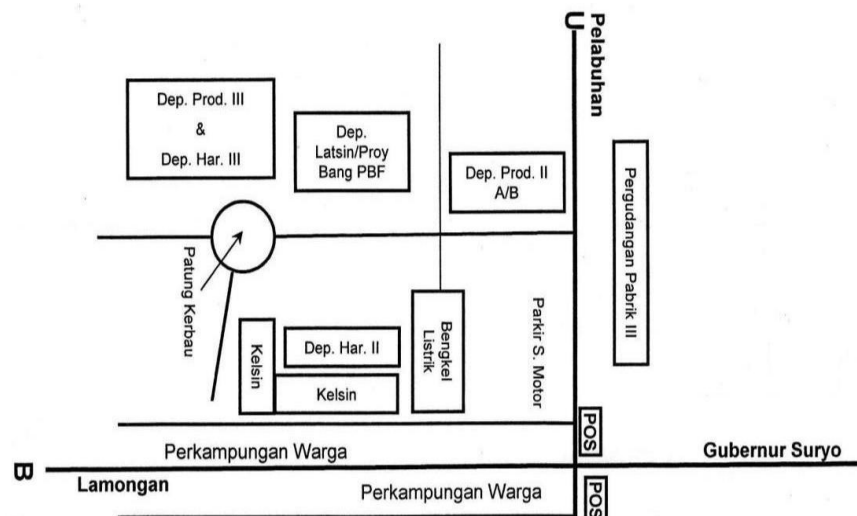 U
Pelabuhan
Dep. Prod. III
&
Dep. Har. III
Dep.
Latsin/Proy
Bang PBF
Dep. Prod. II
A/B
Pergudangan Pabrik III
Patung Kerbau
Kelsin
Dep. Har. II
Kelsin
Bengkel
Listrik
Parkir S. Motor
POS
Perkampungan Warga
Gubernur Suryo
B
Lamongan
Perkampungan Warga
POS